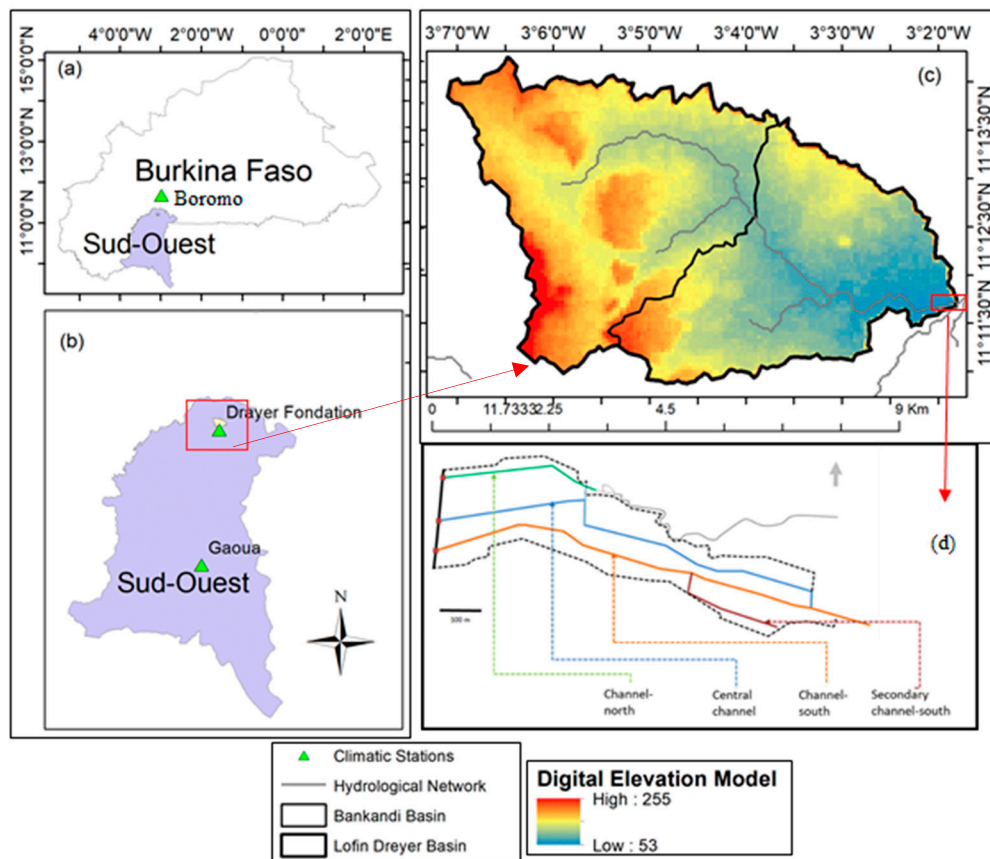 4°0'0"W 2°0'0"W 0°0'0" 2°0'0"E
15°0'0"N
13°0'0"N
11°0'0"N
(a)
Burkina Faso
Boromo
Sud-Ouest
(b)
Drayer Fondation
Gaoua
Sud-Ouest
N
3°7'0"W 3°6'0"W 3°5'0"W 3°4'0"W 3°3'0"W 3°2'0"W
(c)
11°13'30"N
11°12'30"N
11°11'30"N
0 11.7333 2.25 4.5 9 Km
(d)
100 m
Channel-north
Central channel
Channel-south
Secondary channel-south
Climatic Stations
Hydrological Network
Bankandi Basin
Lofin Dreyer Basin
Digital Elevation Model
High : 255
Low : 53